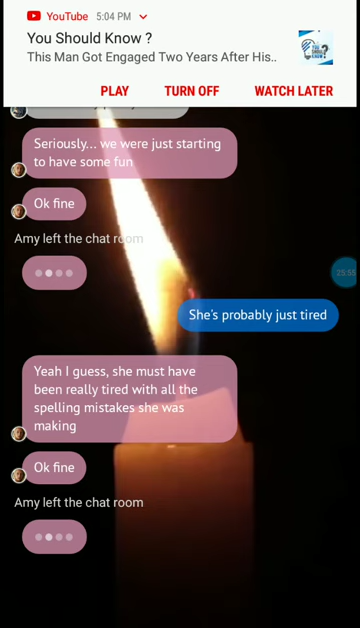 YouTube 5:04 PM
You Should Know ?
This Man Got Engaged Two Years After His..
PLAY TURN OFF WATCH LATER
Seriously... we were just starting
to have some fun
Ok fine
Amy left the chat room
25:55
She's probably just tired
Yeah I guess, she must have
been really tired with all the
spelling mistakes she was
making
Ok fine
Amy left the chat room